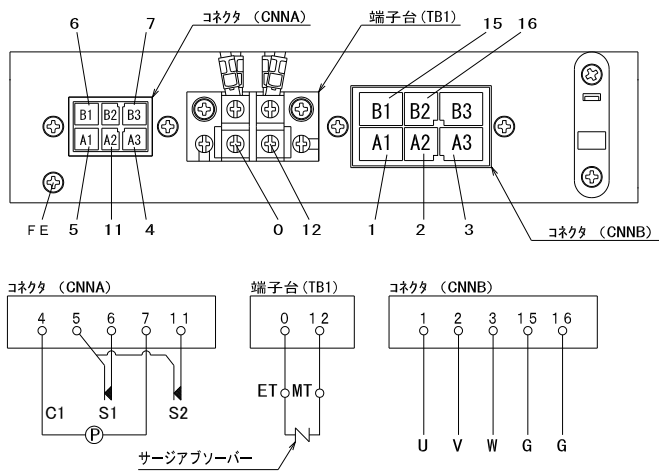 コネクタ (CNNA)
端子台(TB1)
6 7 15 16
B1 B2 B3
A1 A2 A3
B1 B2 B3
A1 A2 A3
FE 5 11 4 0 12 1 2 3
コネクタ (CNNB)
コネクタ (CNNA)
4 5 6 7 11
C1 S1 S2
P
端子台(TB1)
0 12
ET MT
サージアブソーバー
コネクタ (CNNB)
1 2 3 15 16
U V W G G